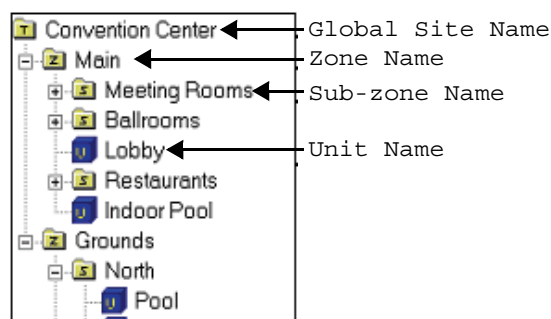 T Convention Center Global Site Name
Z Main Zone Name
S Meeting Rooms Sub-zone Name
S Ballrooms
U Lobby Unit Name
S Restaurants
U Indoor Pool
Z Grounds
S North
U Pool